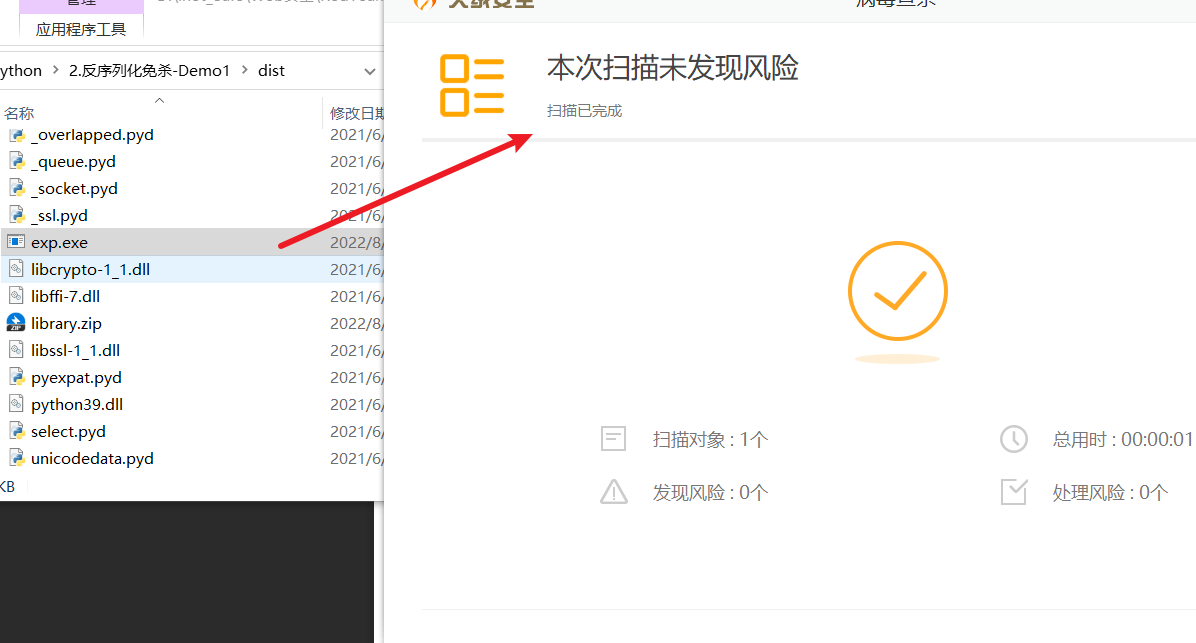 管理
应用程序工具
ython > 2.反序列化免杀-Demo1 > dist
名称
修改日期
_overlapped.pyd 2021/6/
_queue.pyd 2021/6/
_socket.pyd 2021/6/
_ssl.pyd 2021/6/
exp.exe 2022/8/
libcrypto-1_1.dll 2021/6/
libffi-7.dll 2021/6/
library.zip 2022/8/
libssl-1_1.dll 2021/6/
pyexpat.pyd 2021/6/
python39.dll 2021/6/
select.pyd 2021/6/
unicodedata.pyd 2021/6/
KB
火绒安全
病毒查杀
本次扫描未发现风险
扫描已完成
扫描对象 : 1个
总用时 : 00:00:01
发现风险 : 0个
处理风险 : 0个